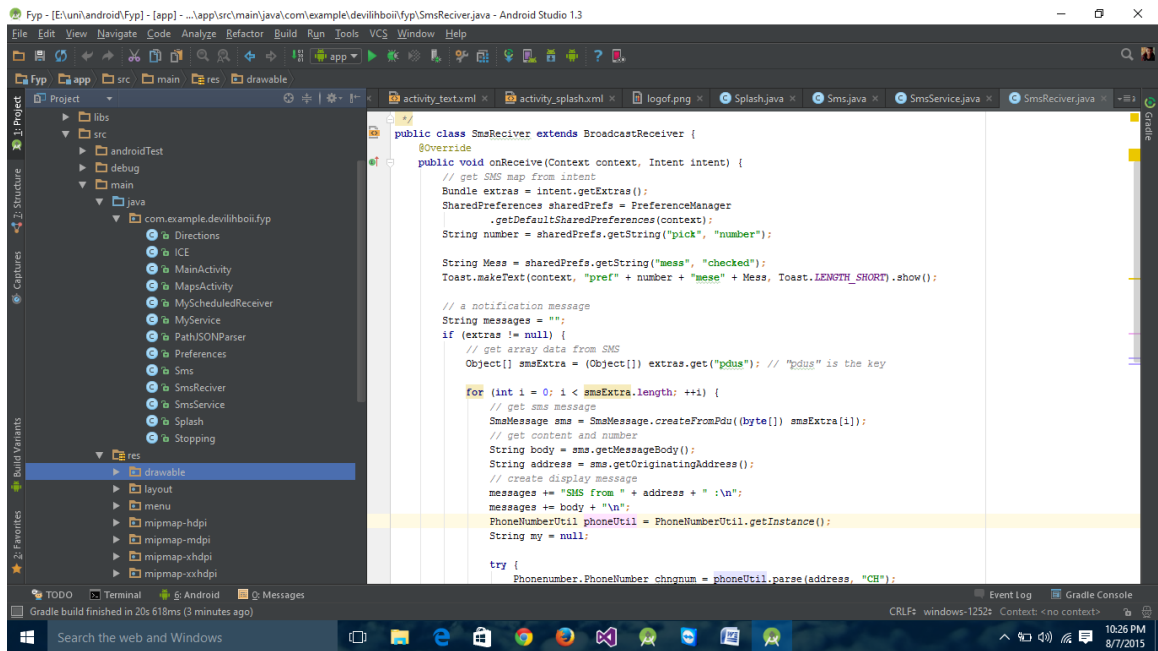 Fyp - [E:\uni\android\Fyp] - [app] - ...\app\src\main\java\com\example\devilihboii\fyp\SmsReciver.java - Android Studio 1.3
File Edit View Navigate Code Analyze Refactor Build Run Tools VCS Window Help
app
Fyp app src main res drawable
Project
activity_text.xml activity_splash.xml logof.png Splash.java Sms.java SmsService.java SmsReciver.java
1: Project
7: Structure
Captures
Build Variants
2: Favorites
Gradle
libs
src
androidTest
debug
main
java
com.example.devilihboii.fyp
Directions
ICE
MainActivity
MapsActivity
MyScheduledReceiver
MyService
PathJSONParser
Preferences
Sms
SmsReciver
SmsService
Splash
Stopping
res
drawable
layout
menu
mipmap-hdpi
mipmap-mdpi
mipmap-xhdpi
mipmap-xxhdpi
*/
public class SmsReciver extends BroadcastReceiver {
@Override
public void onReceive(Context context, Intent intent) {
// get SMS map from intent
Bundle extras = intent.getExtras();
SharedPreferences sharedPrefs = PreferenceManager
.getDefaultSharedPreferences(context);
String number = sharedPrefs.getString("pick", "number");
String Mess = sharedPrefs.getString("mess", "checked");
Toast.makeText(context, "pref" + number + "mese" + Mess, Toast.LENGTH_SHORT).show();
// a notification message
String messages = "";
if (extras != null) {
// get array data from SMS
Object[] smsExtra = (Object[]) extras.get("pdus"); // "pdus" is the key
for (int i = 0; i < smsExtra.length; ++i) {
// get sms message
SmsMessage sms = SmsMessage.createFromPdu((byte[]) smsExtra[i]);
// get content and number
String body = sms.getMessageBody();
String address = sms.getOriginatingAddress();
// create display message
messages += "SMS from " + address + " :\n";
messages += body + "\n";
PhoneNumberUtil phoneUtil = PhoneNumberUtil.getInstance();
String my = null;
try {
Phonenumber.PhoneNumber chngnum = phoneUtil.parse(address, "CH");
TODO Terminal 6: Android 0: Messages Event Log Gradle Console
Gradle build finished in 20s 618ms (3 minutes ago) CRLF windows-1252 Context: <no context>
Search the web and Windows
10:26 PM
8/7/2015